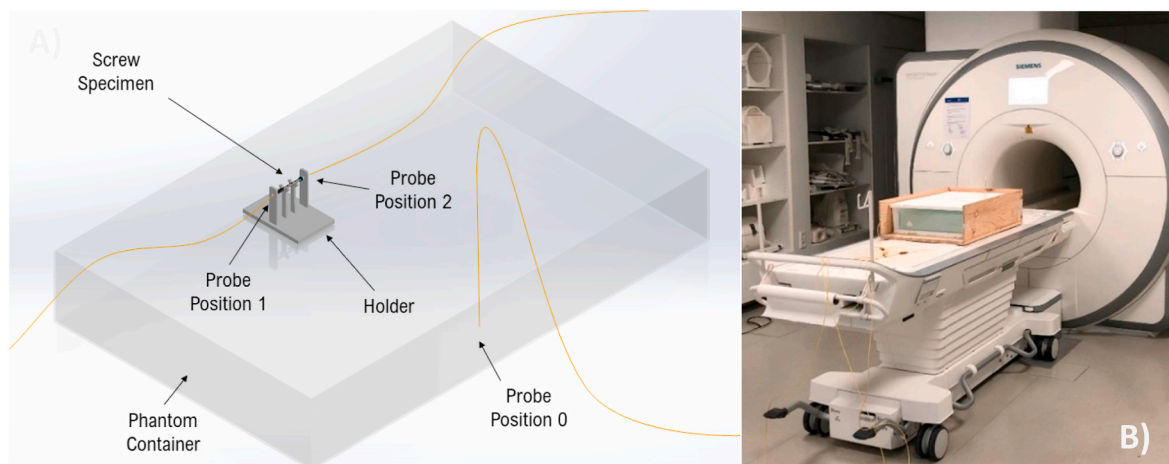 A)
Screw
Specimen
Probe
Position 2
Probe
Position 1
Holder
Probe
Position 0
Phantom
Container
SIEMENS
B)